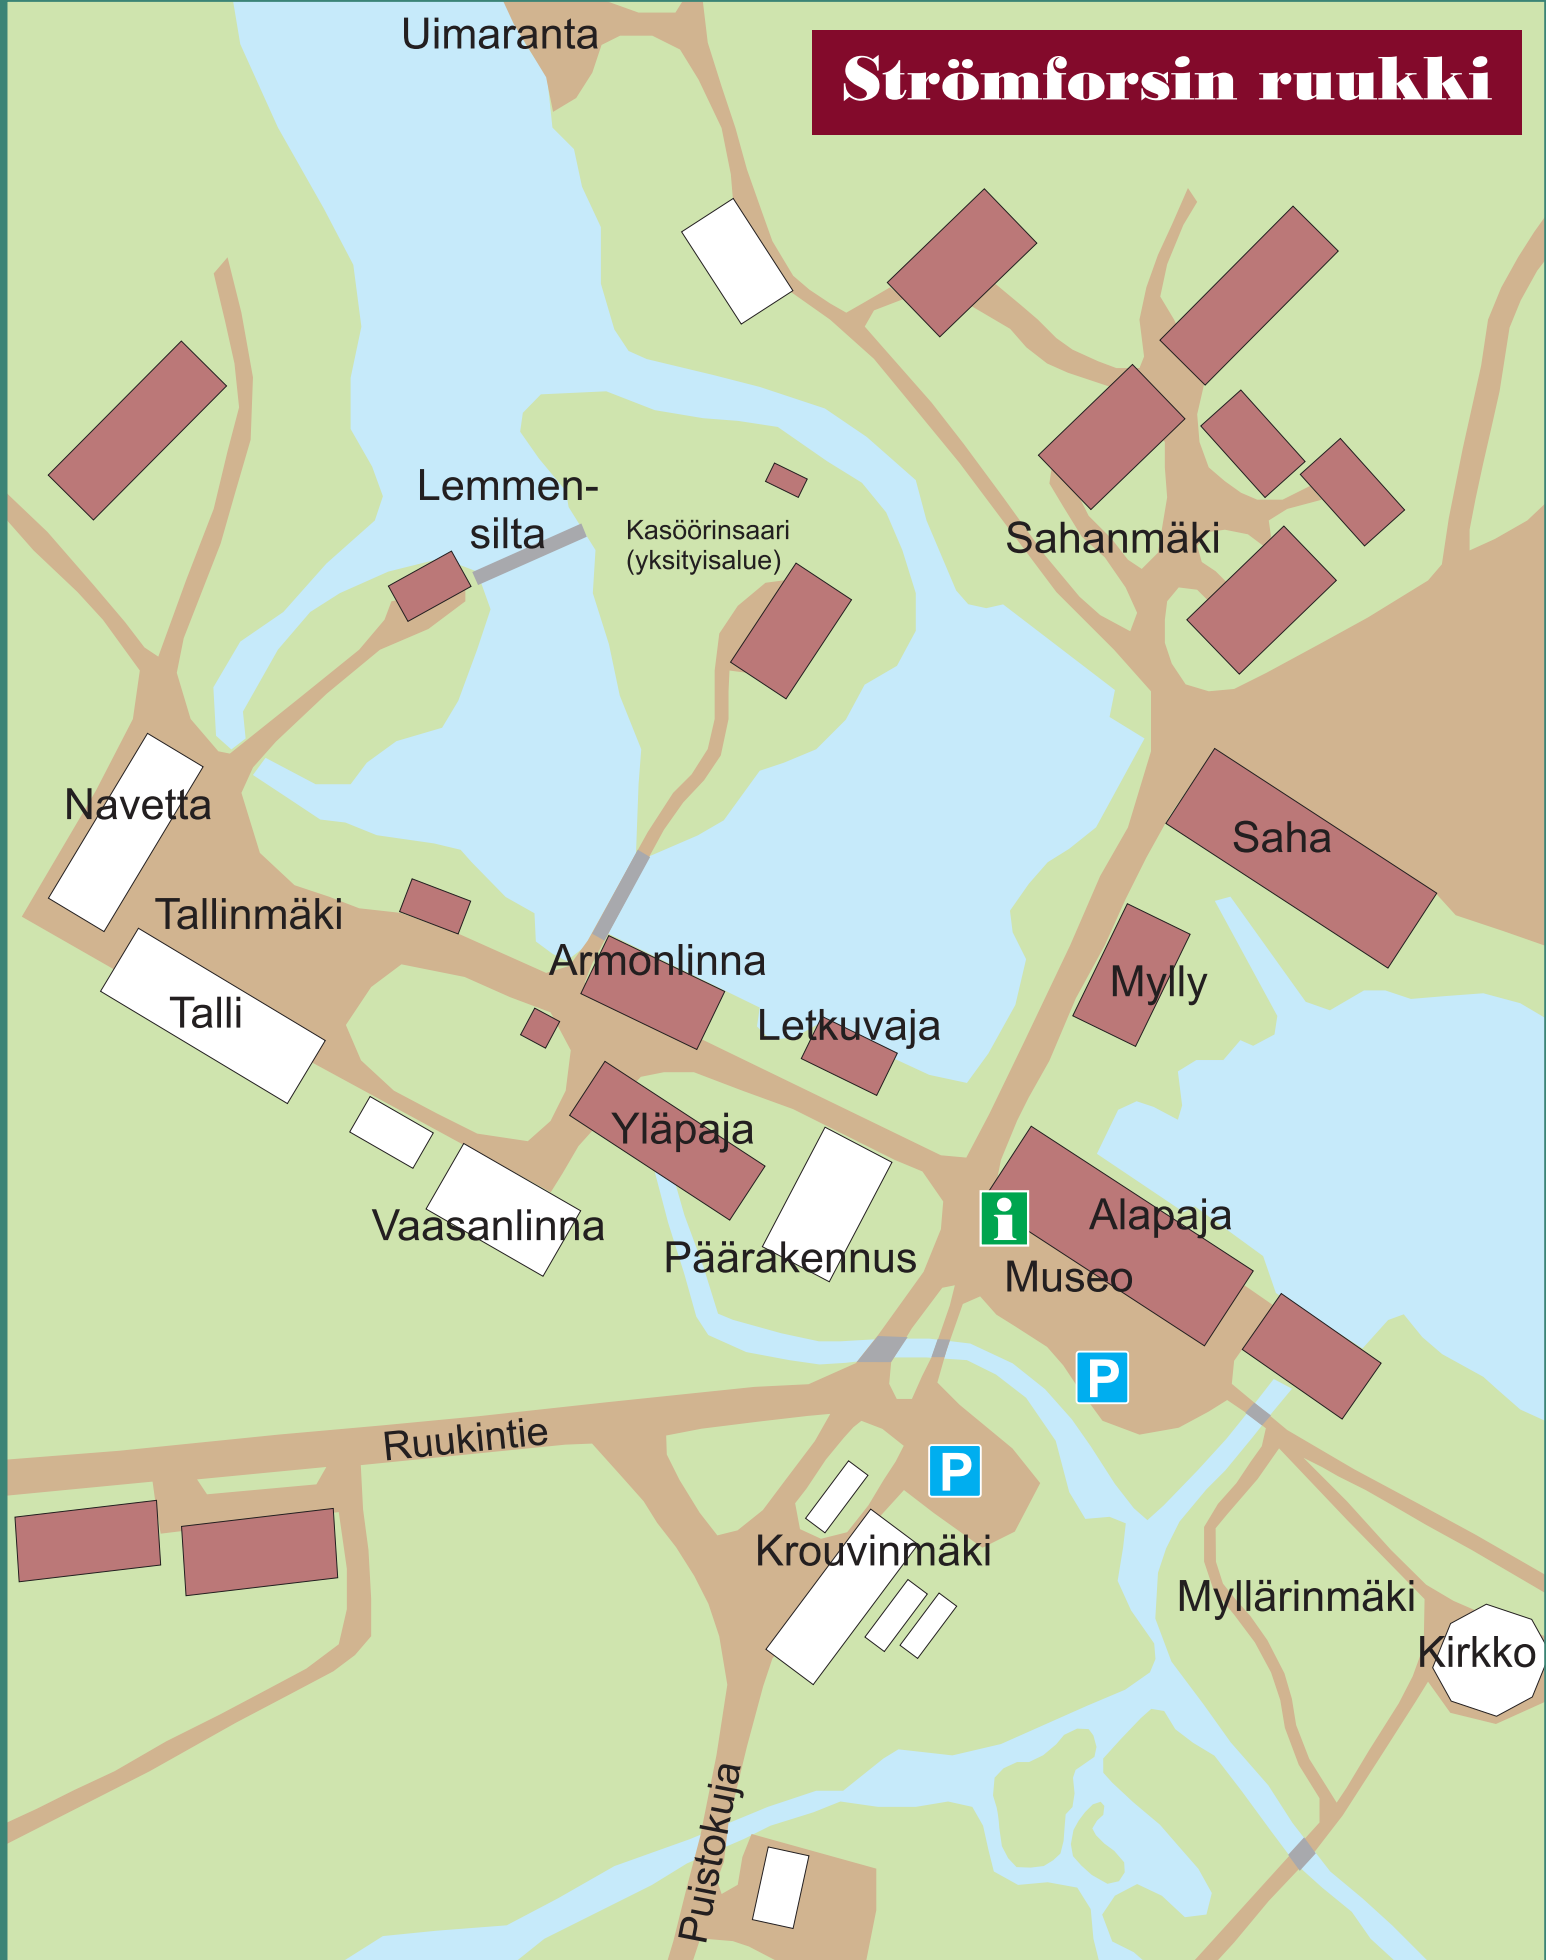 Uimaranta
Strömforsin ruukki
Lemmen-
silta
Kasöörinsaari
(yksityisalue)
Sahanmäki
Navetta
Saha
Tallinmäki
Armonlinna
Mylly
Talli
Letkuvaja
Yläpaja
Vaasanlinna
Päärakennus
i
Alapaja
Museo
P
Ruukintie
P
Krouvinmäki
Myllärinmäki
Kirkko
Puistokuja